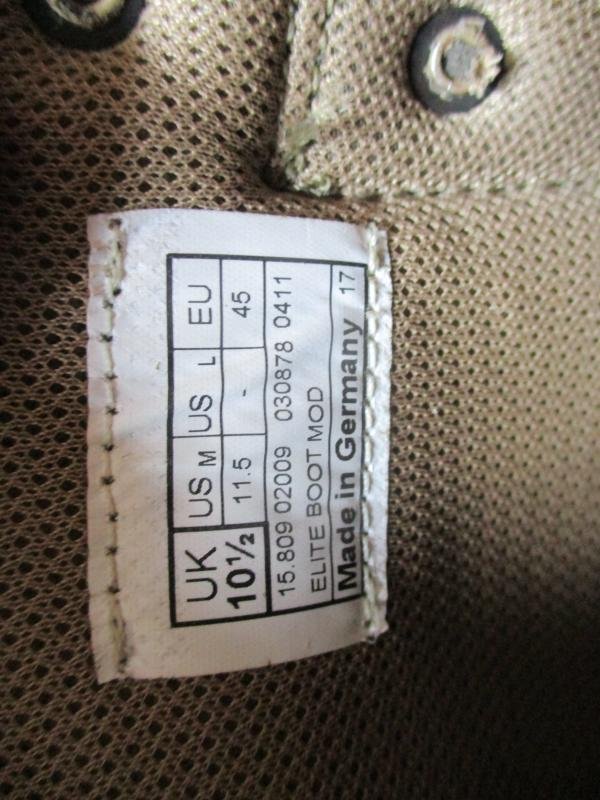 UK US M US L EU
10½ 11.5 - 45
15.809 02009 030878 0411
ELITE BOOT MOD
Made in Germany 17